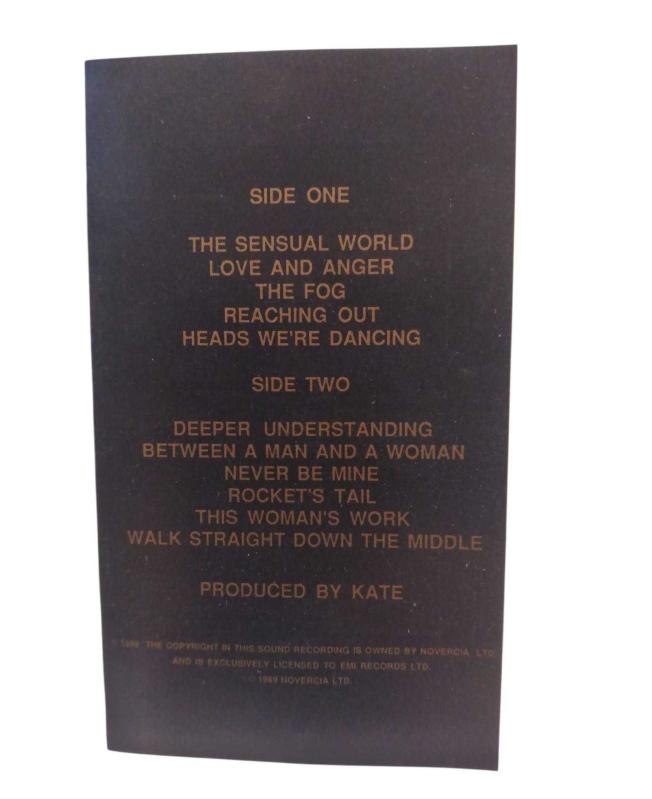 SIDE ONE
THE SENSUAL WORLD
LOVE AND ANGER
THE FOG
REACHING OUT
HEADS WE'RE DANCING
SIDE TWO
DEEPER UNDERSTANDING
BETWEEN A MAN AND A WOMAN
NEVER BE MINE
ROCKET'S TAIL
THIS WOMAN'S WORK
WALK STRAIGHT DOWN THE MIDDLE
PRODUCED BY KATE
℗ 1989 THE COPYRIGHT IN THIS SOUND RECORDING IS OWNED BY NOVERCIA LTD
AND IS EXCLUSIVELY LICENSED TO EMI RECORDS LTD.
© 1989 NOVERCIA LTD.